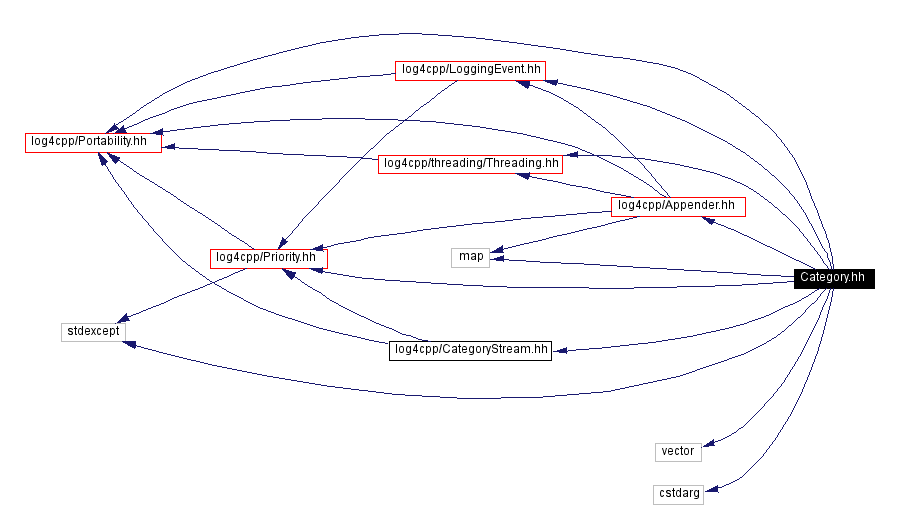 log4cpp/LoggingEvent.hh
log4cpp/Portability.hh
log4cpp/threading/Threading.hh
log4cpp/Appender.hh
log4cpp/Priority.hh
map
Category.hh
stdexcept
log4cpp/CategoryStream.hh
vector
cstdarg